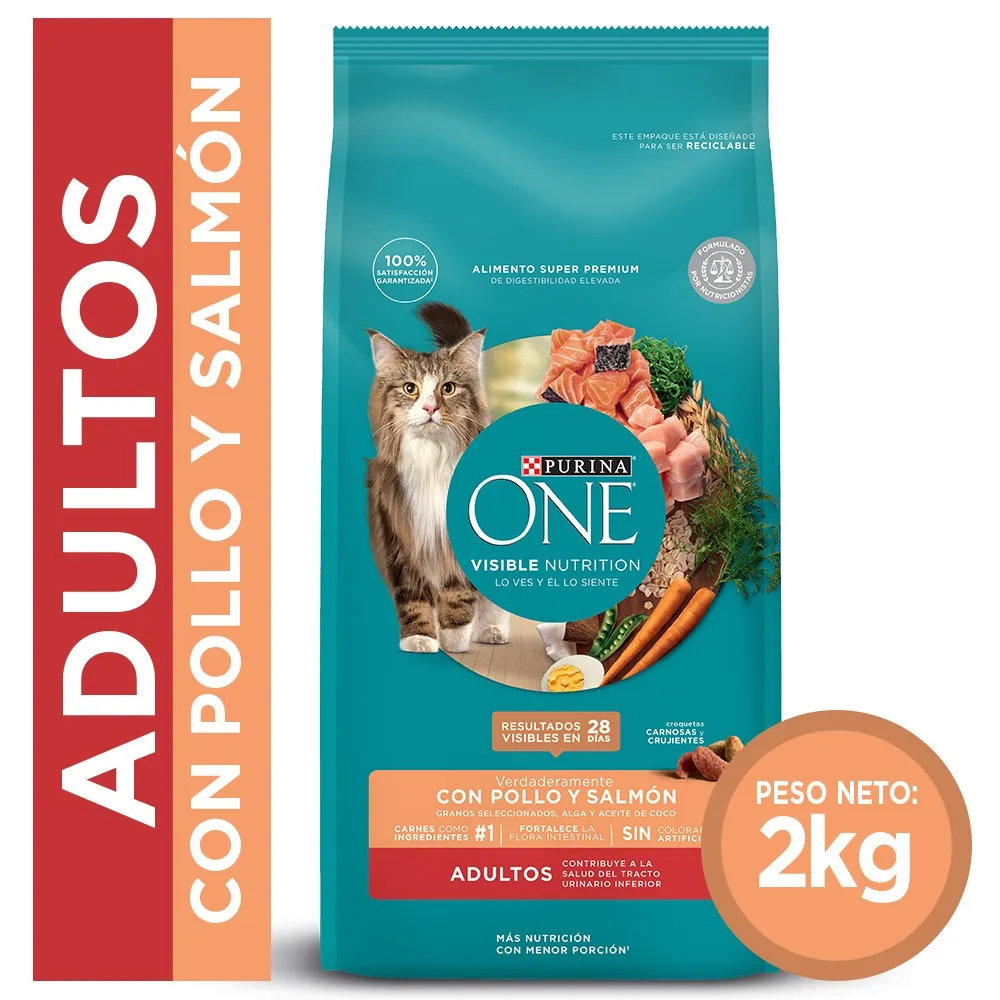 ADULTOS
CON POLLO Y SALMÓN
ESTE EMPAQUE ESTÁ DISEÑADO
PARA SER RECICLABLE
100%
SATISFACCIÓN
GARANTIZADA²
ALIMENTO SUPER PREMIUM
DE DIGESTIBILIDAD ELEVADA
FORMULADO
POR NUTRICIONISTAS
PURINA
ONE
VISIBLE NUTRITION
LO VES Y ÉL LO SIENTE
RESULTADOS
VISIBLES EN 28
DÍAS
croquetas
CARNOSAS y
CRUJIENTES
Verdaderamente
CON POLLO Y SALMÓN
GRANOS SELECCIONADOS, ALGA Y ACEITE DE COCO
CARNES COMO
INGREDIENTES #1
FORTALECE LA
FLORA INTESTINAL
SIN
ADULTOS
CONTRIBUYE A LA
SALUD DEL TRACTO
URINARIO INFERIOR
MÁS NUTRICIÓN
CON MENOR PORCIÓN¹
PESO NETO:
2kg